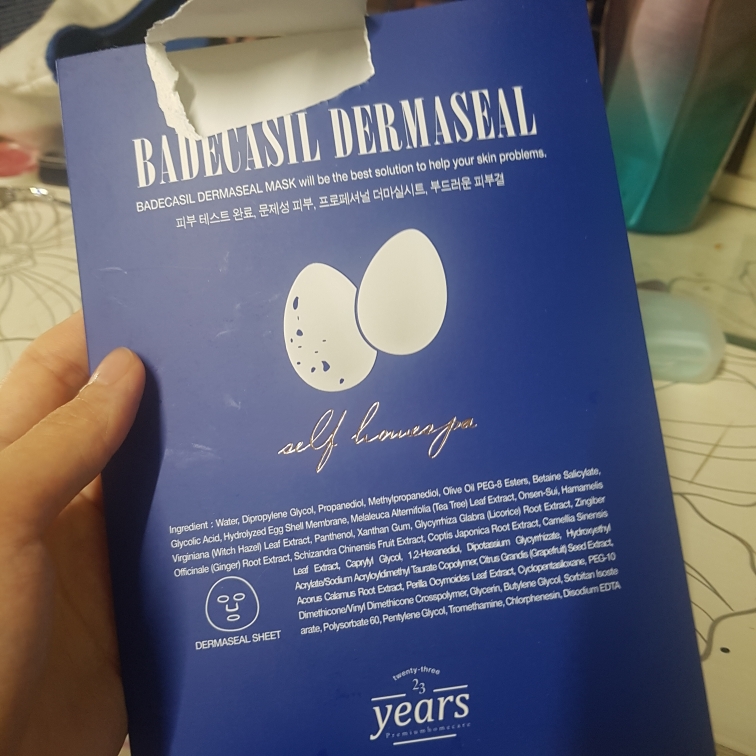 BADECASIL DERMASEAL
BADECASIL DERMASEAL MASK will be the best solution to help your skin problems.
피부 테스트 완료, 문제성 피부, 프로페셔널 더마실시트, 부드러운 피부결
self homespa
Ingredient : Water, Dipropylene Glycol, Propanediol, Methylpropanediol, Olive Oil PEG-8 Esters, Betaine Salicylate,
Glycolic Acid, Hydrolyzed Egg Shell Membrane, Melaleuca Alternifolia (Tea Tree) Leaf Extract, Onsen-Sui, Hamamelis
Virginiana (Witch Hazel) Leaf Extract, Panthenol, Xanthan Gum, Glycyrrhiza Glabra (Licorice) Root Extract, Zingiber
Officinale (Ginger) Root Extract, Schizandra Chinensis Fruit Extract, Coptis Japonica Root Extract, Camellia Sinensis
Leaf Extract, Caprylyl Glycol, 1,2-Hexanediol, Dipotassium Glycyrrhizate, Hydroxyethyl
Acrylate/Sodium Acryloyldimethyl Taurate Copolymer, Citrus Grandis (Grapefruit) Seed Extract,
Acorus Calamus Root Extract, Perilla Ocymoides Leaf Extract, Cyclopentasiloxane, PEG-10
Dimethicone/Vinyl Dimethicone Crosspolymer, Glycerin, Butylene Glycol, Sorbitan Isoste
arate, Polysorbate 60, Pentylene Glycol, Tromethamine, Chlorphenesin, Disodium EDTA
DERMASEAL SHEET
twenty-three
23
years
Premiumhomecare